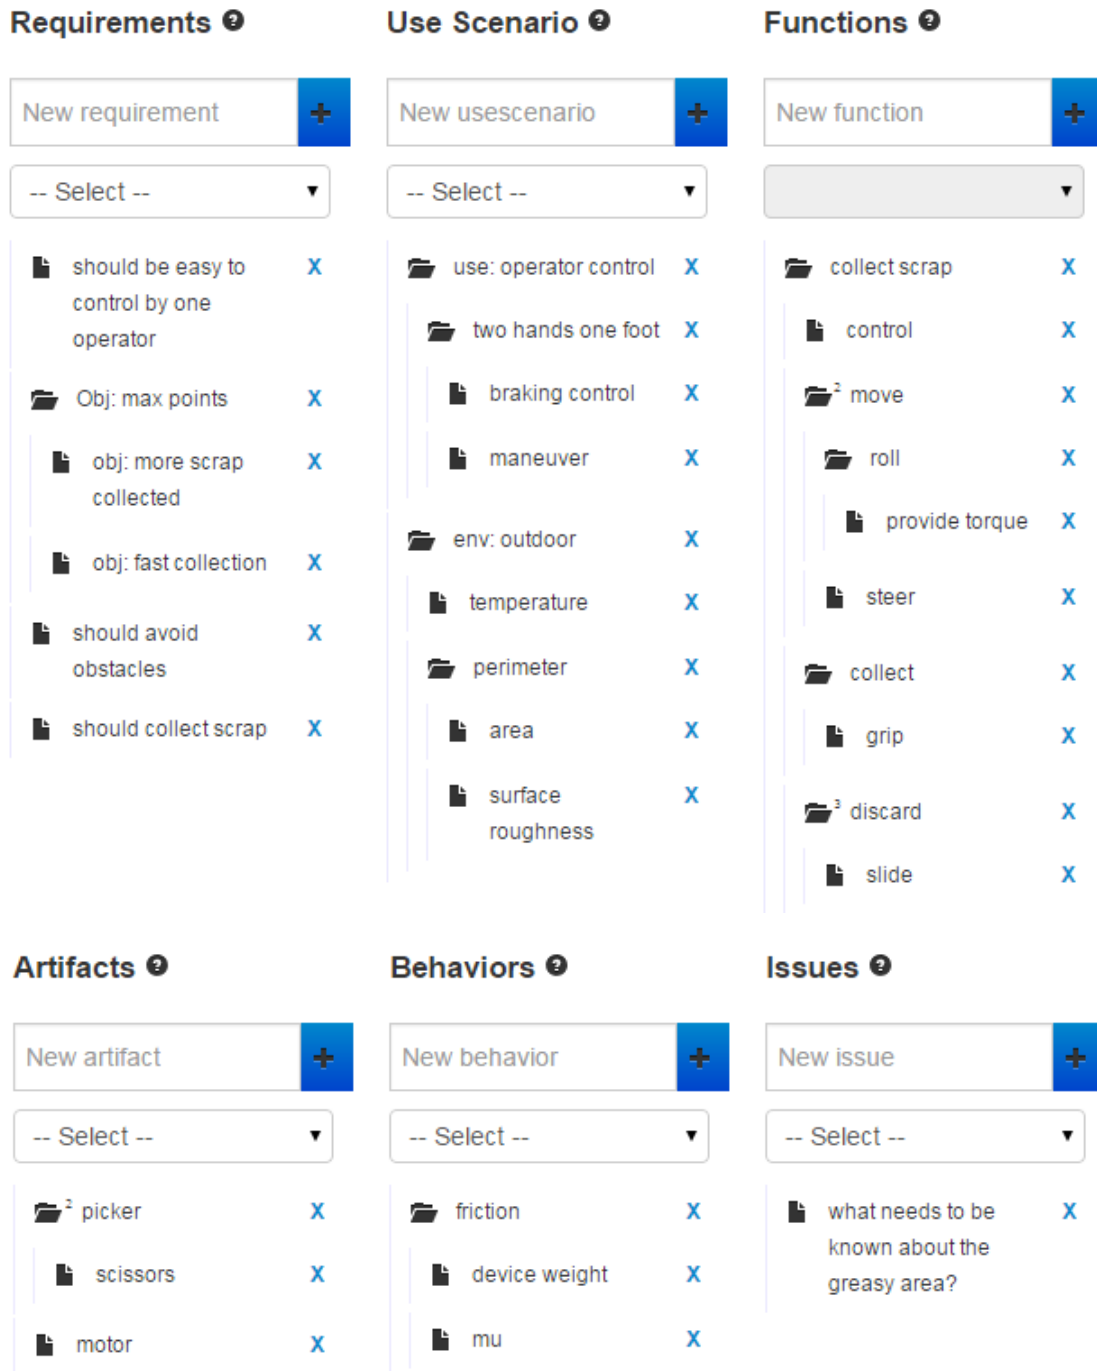 Requirements ?
New requirement +
-- Select --
should be easy to X
control by one
operator
Obj: max points X
obj: more scrap X
collected
obj: fast collection X
should avoid X
obstacles
should collect scrap X
Use Scenario ?
New usescenario +
-- Select --
use: operator control X
two hands one foot X
braking control X
maneuver X
env: outdoor X
temperature X
perimeter X
area X
surface X
roughness
Functions ?
New function +
collect scrap X
control X
2 move X
roll X
provide torque X
steer X
collect X
grip X
3 discard X
slide X
Artifacts ?
New artifact +
-- Select --
2 picker X
scissors X
motor X
Behaviors ?
New behavior +
-- Select --
friction X
device weight X
mu X
Issues ?
New issue +
-- Select --
what needs to be X
known about the
greasy area?